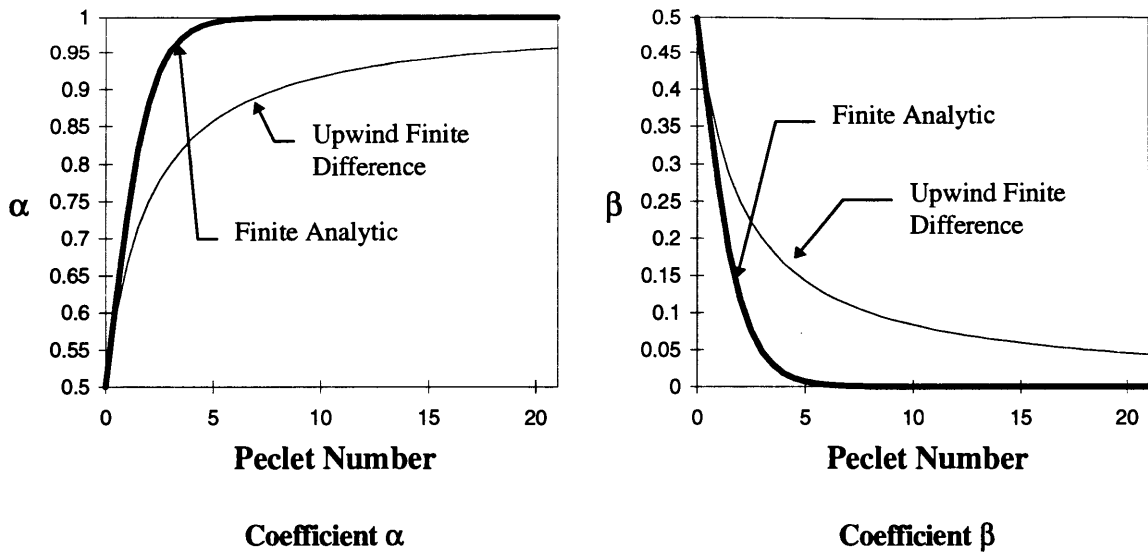 1
0.95
0.9
0.85
0.8
α 0.75
0.7
0.65
0.6
0.55
0.5
Upwind Finite
Difference
Finite Analytic
0 5 10 15 20
Peclet Number
Coefficient α
0.5
0.45
0.4
0.35
0.3
β 0.25
0.2
0.15
0.1
0.05
0
Finite Analytic
Upwind Finite
Difference
0 5 10 15 20
Peclet Number
Coefficient β